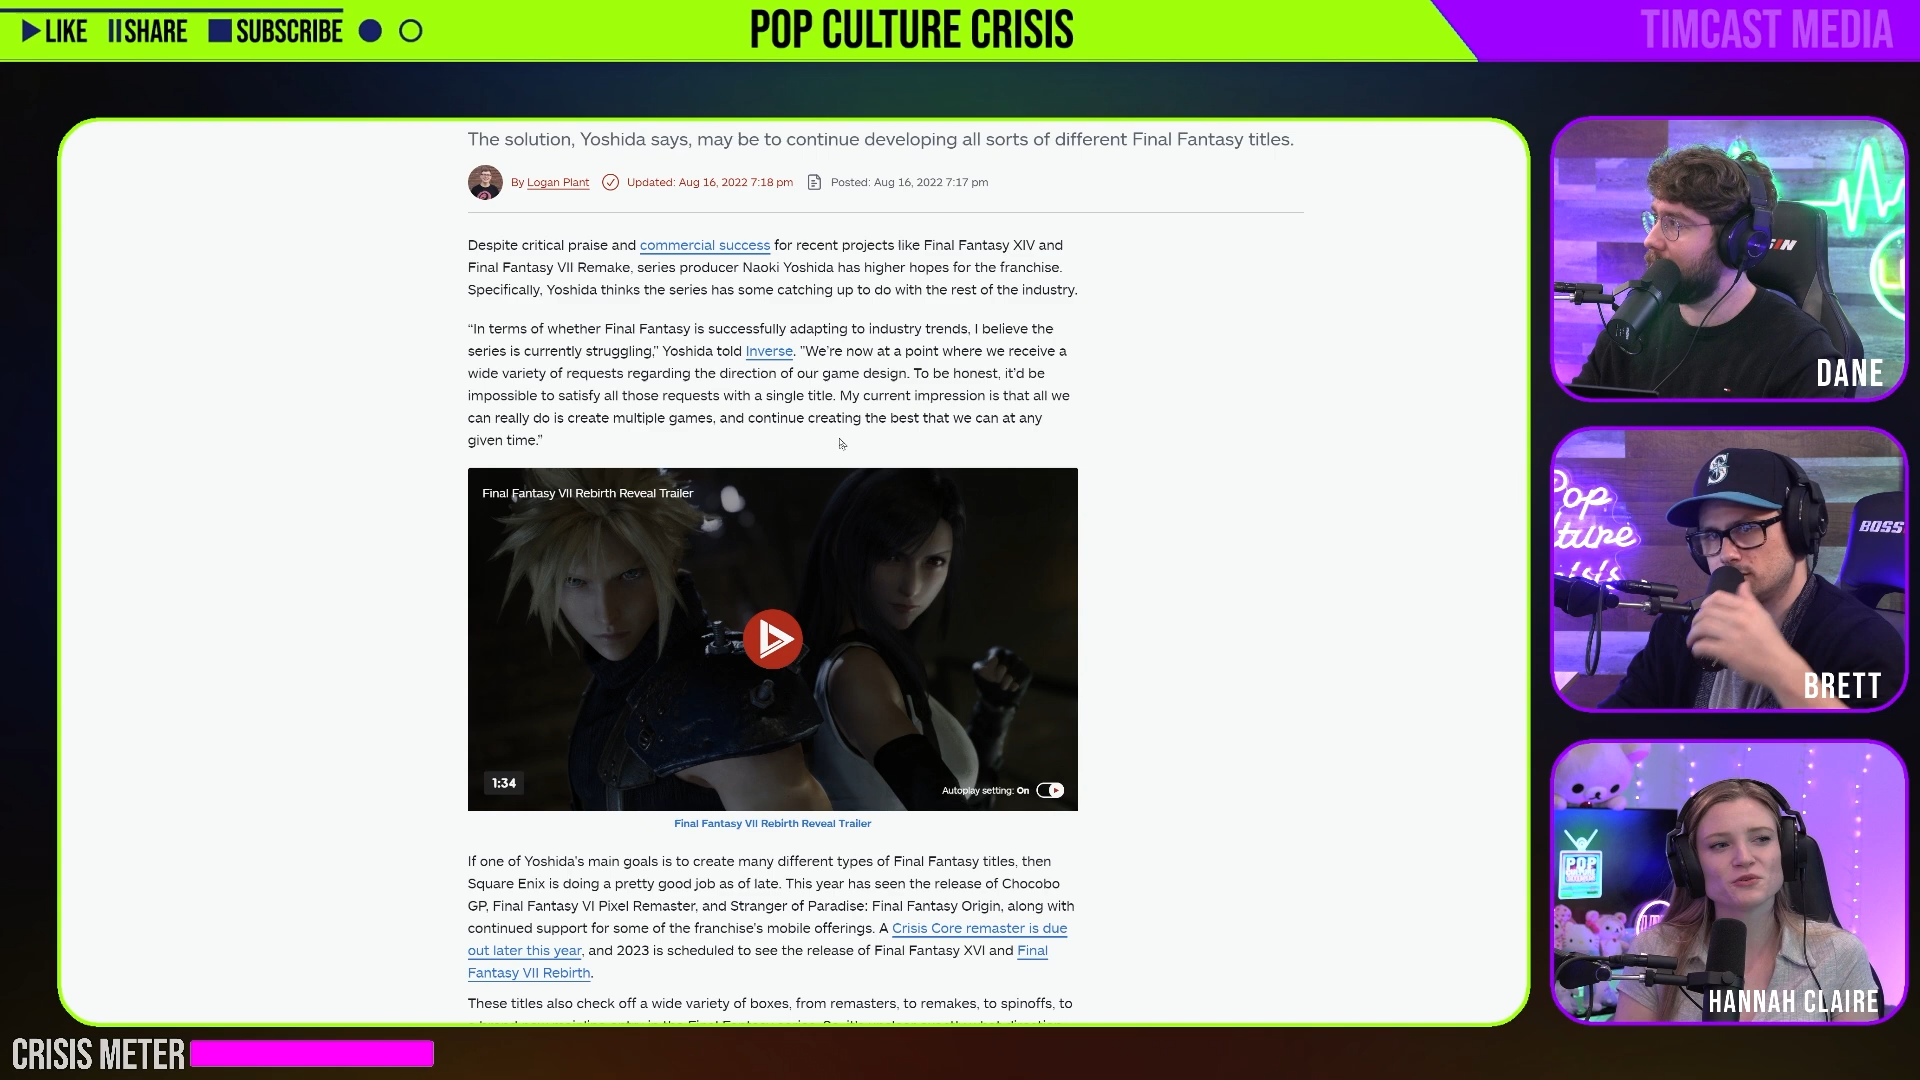 LIKE SHARE SUBSCRIBE
POP CULTURE CRISIS
TIMCAST MEDIA
The solution, Yoshida says, may be to continue developing all sorts of different Final Fantasy titles.
By Logan Plant Updated: Aug 16, 2022 7:18 pm Posted: Aug 16, 2022 7:17 pm
Despite critical praise and commercial success for recent projects like Final Fantasy XIV and
Final Fantasy VII Remake, series producer Naoki Yoshida has higher hopes for the franchise.
Specifically, Yoshida thinks the series has some catching up to do with the rest of the industry.
“In terms of whether Final Fantasy is successfully adapting to industry trends, I believe the
series is currently struggling,” Yoshida told Inverse. ”We’re now at a point where we receive a
wide variety of requests regarding the direction of our game design. To be honest, it’d be
impossible to satisfy all those requests with a single title. My current impression is that all we
can really do is create multiple games, and continue creating the best that we can at any
given time.”
Final Fantasy VII Rebirth Reveal Trailer
1:34
Autoplay setting: On
Final Fantasy VII Rebirth Reveal Trailer
If one of Yoshida's main goals is to create many different types of Final Fantasy titles, then
Square Enix is doing a pretty good job as of late. This year has seen the release of Chocobo
GP, Final Fantasy VI Pixel Remaster, and Stranger of Paradise: Final Fantasy Origin, along with
continued support for some of the franchise's mobile offerings. A Crisis Core remaster is due
out later this year, and 2023 is scheduled to see the release of Final Fantasy XVI and Final
Fantasy VII Rebirth.
These titles also check off a wide variety of boxes, from remasters, to remakes, to spinoffs, to
DANE
Pop
BOSS
S
BRETT
POP
HANNAH CLAIRE
CRISIS METER